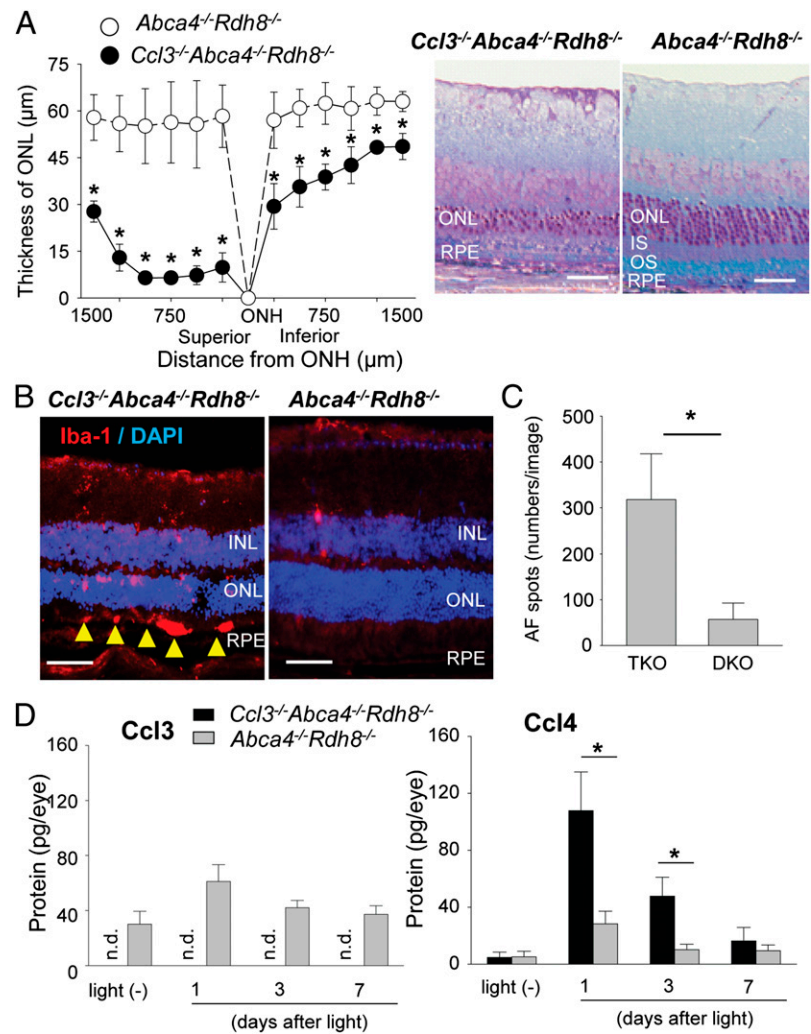 A
Abca4-/-Rdh8-/-
Ccl3-/-Abca4-/-Rdh8-/-
Thickness of ONL (µm)
75
60
45
30
15
0
* * * * * *
* * * * * *
1500 750 ONH 750 1500
Superior Inferior
Distance from ONH (µm)
Ccl3-/-Abca4-/-Rdh8-/- Abca4-/-Rdh8-/-
ONL
RPE
ONL
IS
OS
RPE
B
Ccl3-/-Abca4-/-Rdh8-/- Abca4-/-Rdh8-/-
Iba-1 / DAPI
INL
ONL
RPE
INL
ONL
RPE
C
AF spots (numbers/image)
500
400
300
200
100
0
*
TKO DKO
D
Ccl3
Ccl3-/-Abca4-/-Rdh8-/-
Abca4-/-Rdh8-/-
Protein (pg/eye)
160
120
80
40
0
n.d. n.d. n.d. n.d.
light (-) 1 3 7
(days after light)
Ccl4
Protein (pg/eye)
160
120
80
40
0
*
*
light (-) 1 3 7
(days after light)